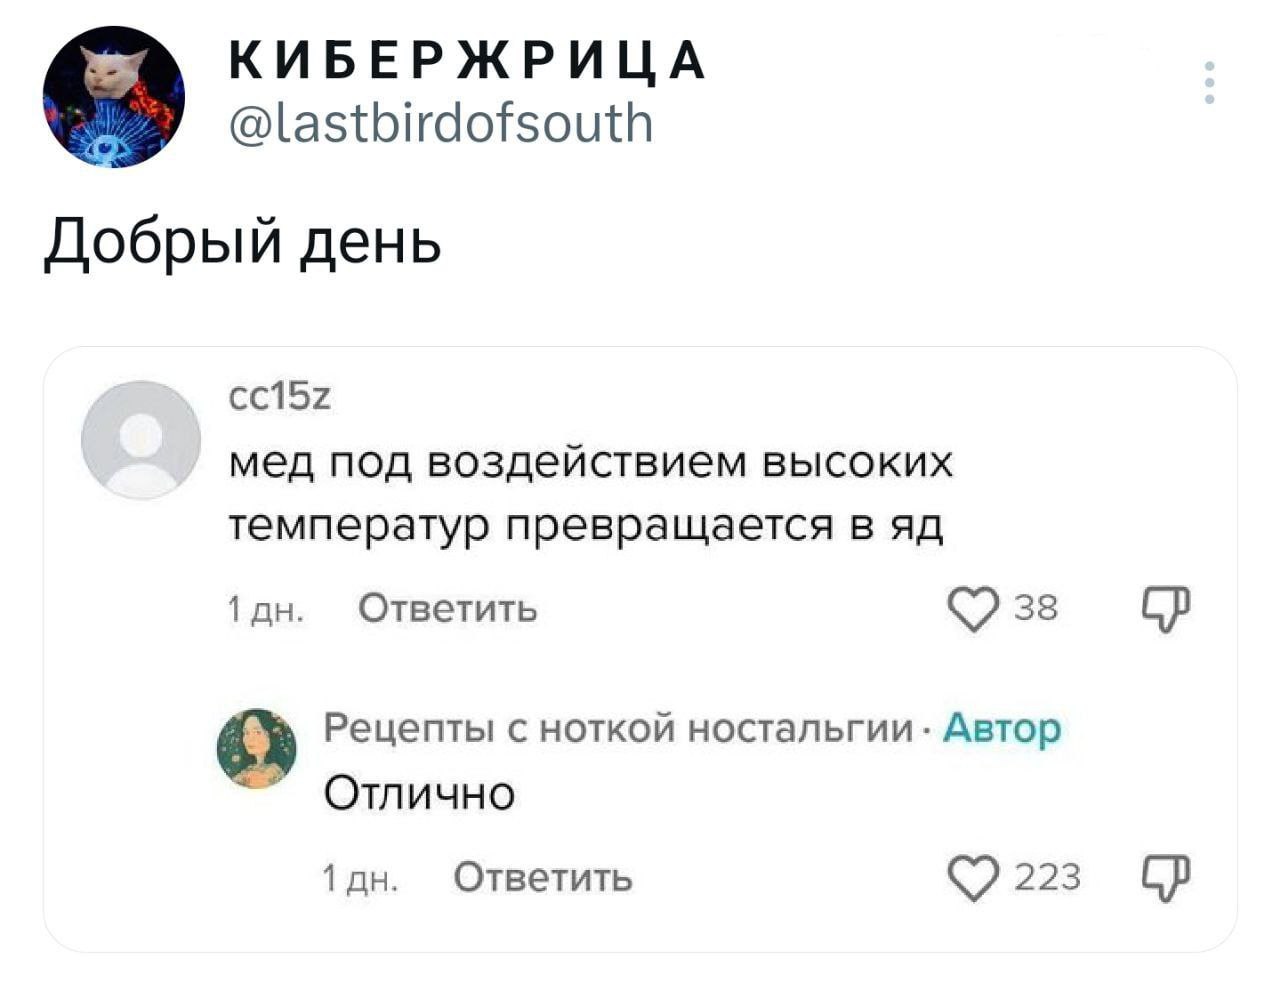 КИБЕРЖРИЦА
@lastbirdofsouth
Добрый день
cc15z
мед под воздействием высоких
температур превращается в яд
1 дн. Ответить 38
Рецепты с ноткой ностальгии · Автор
Отлично
1 дн. Ответить 223